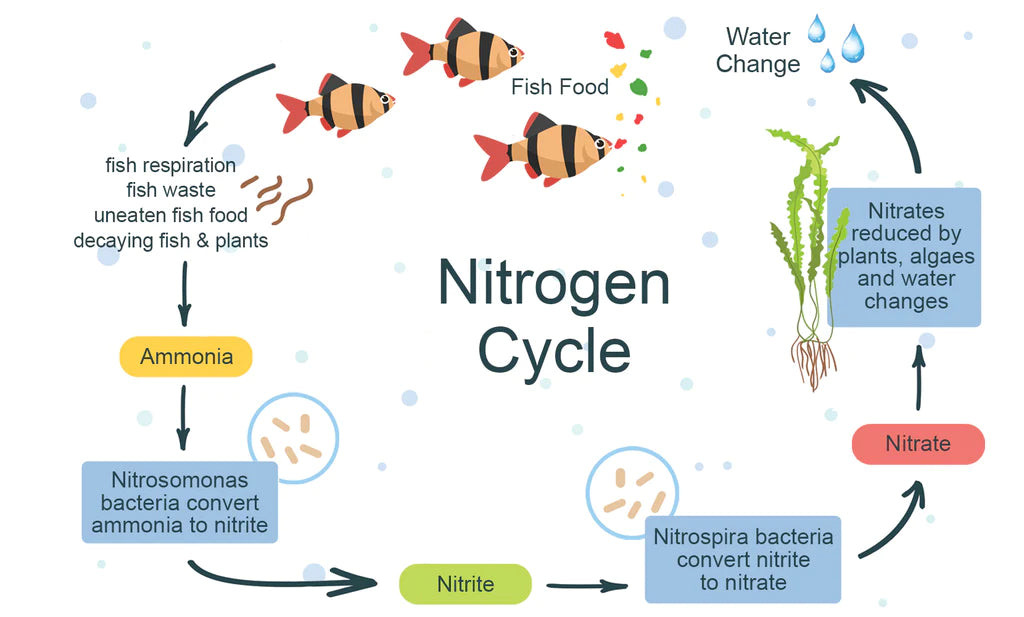 Fish Food
Water
Change
fish respiration
fish waste
uneaten fish food
decaying fish & plants
Nitrogen
Cycle
Ammonia
Nitrosomonas
bacteria convert
ammonia to nitrite
Nitrite
Nitrospira bacteria
convert nitrite
to nitrate
Nitrate
Nitrates
reduced by
plants, algaes
and water
changes